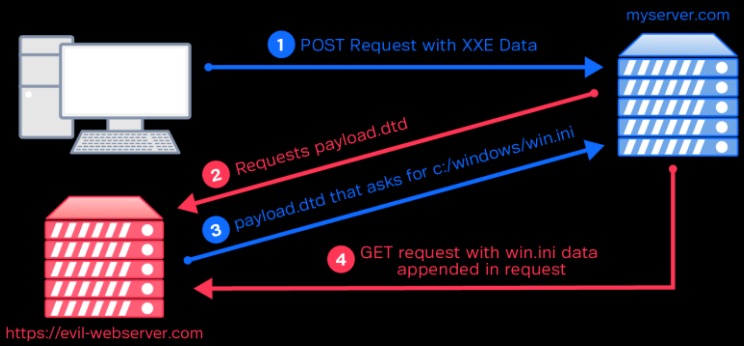 myserver.com
1 POST Request with XXE Data
2 Requests payload.dtd
3 payload.dtd that asks for c:/windows/win.ini
4 GET request with win.ini data
appended in request
https://evil-webserver.com